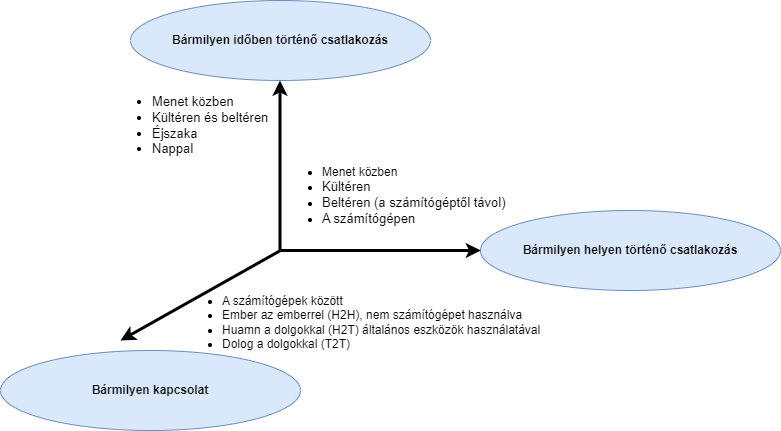 Bármilyen időben történő csatlakozás
• Menet közben
• Kültéren és beltéren
• Éjszaka
• Nappal
• Menet közben
• Kültéren
• Beltéren (a számítógéptől távol)
• A számítógépen
Bármilyen helyen történő csatlakozás
• A számítógépek között
• Ember az emberrel (H2H), nem számítógépet használva
• Huamn a dolgokkal (H2T) általános eszközök használatával
• Dolog a dolgokkal (T2T)
Bármilyen kapcsolat